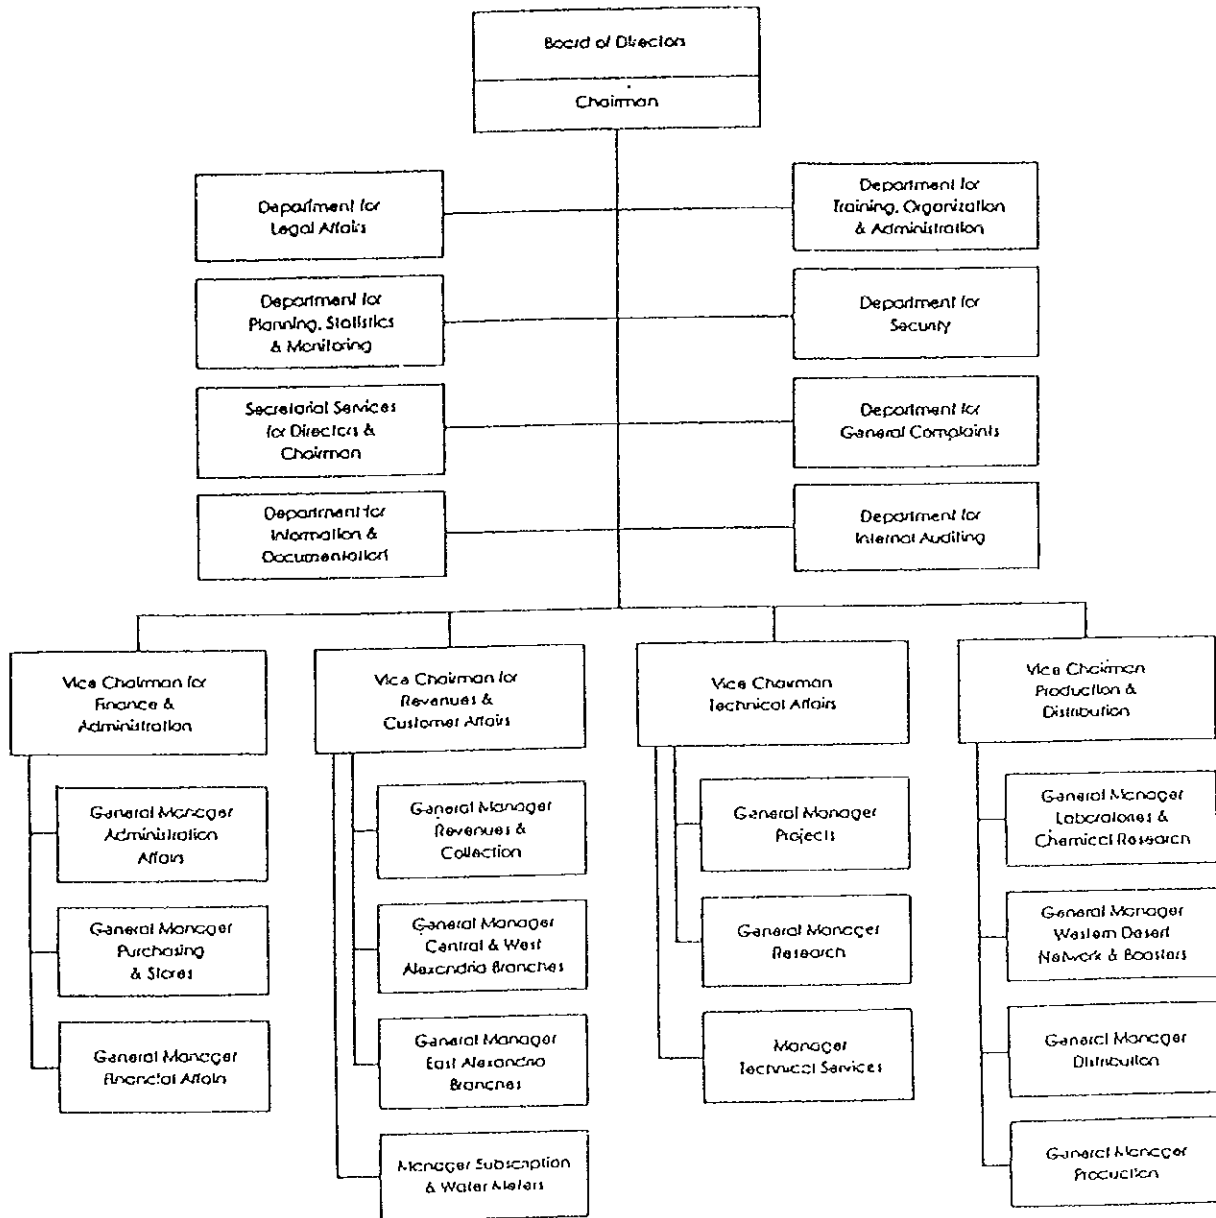 Board of Directors
Chairman
Department for
Legal Affairs
Department for
Training, Organization
& Administration
Department for
Planning, Statistics
& Monitoring
Department for
Security
Secretarial Services
for Directors &
Chairman
Department for
General Complaints
Department for
Information &
Documentation
Department for
Internal Auditing
Vice Chairman for
Finance &
Administration
General Manager
Administration
Affairs
General Manager
Purchasing
& Stores
General Manager
Financial Affairs
Vice Chairman for
Revenues &
Customer Affairs
General Manager
Revenues &
Collection
General Manager
Central & West
Alexandria Branches
General Manager
East Alexandria
Branches
Manager Subscription
& Water Meters
Vice Chairman
Technical Affairs
General Manager
Projects
General Manager
Research
Manager
Technical Services
Vice Chairman
Production &
Distribution
General Manager
Laboratories &
Chemical Research
General Manager
Western Desert
Network & Boosters
General Manager
Distribution
General Manager
Production